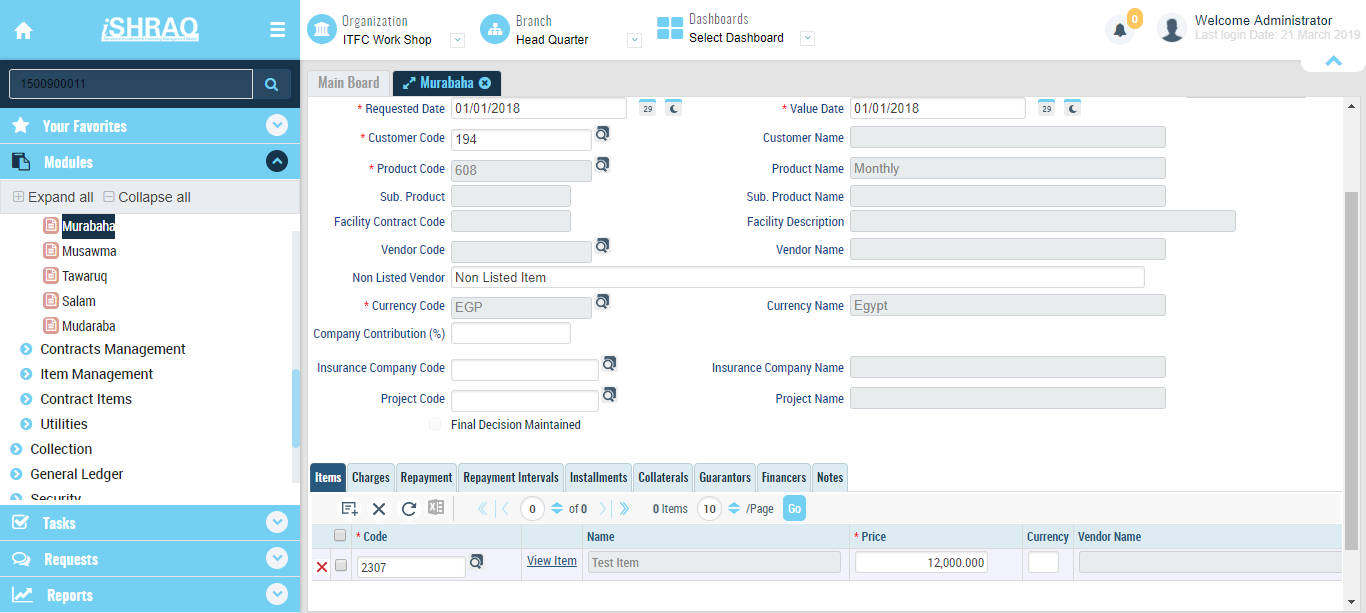 iSHRAQ
Organization
ITFC Work Shop
Branch
Head Quarter
Dashboards
Select Dashboard
0
Welcome Administrator
Last login Date: 21 March 2019
1500900011
Your Favorites
Modules
Expand all Collapse all
Murabaha
Musawma
Tawaruq
Salam
Mudaraba
Contracts Management
Item Management
Contract Items
Utilities
Collection
General Ledger
Security
Tasks
Requests
Reports
Main Board Murabaha
* Requested Date 01/01/2018 29 * Value Date 01/01/2018 29
* Customer Code 194 Customer Name
* Product Code 608 Product Name Monthly
Sub. Product Sub. Product Name
Facility Contract Code Facility Description
Vendor Code Vendor Name
Non Listed Vendor Non Listed Item
* Currency Code EGP Currency Name Egypt
Company Contribution (%)
Insurance Company Code Insurance Company Name
Project Code Project Name
Final Decision Maintained
Items Charges Repayment Repayment Intervals Installments Collaterals Guarantors Financers Notes
0 of 0 0 Items 10 /Page Go
* Code Name * Price Currency Vendor Name
2307 View Item Test Item 12,000.000